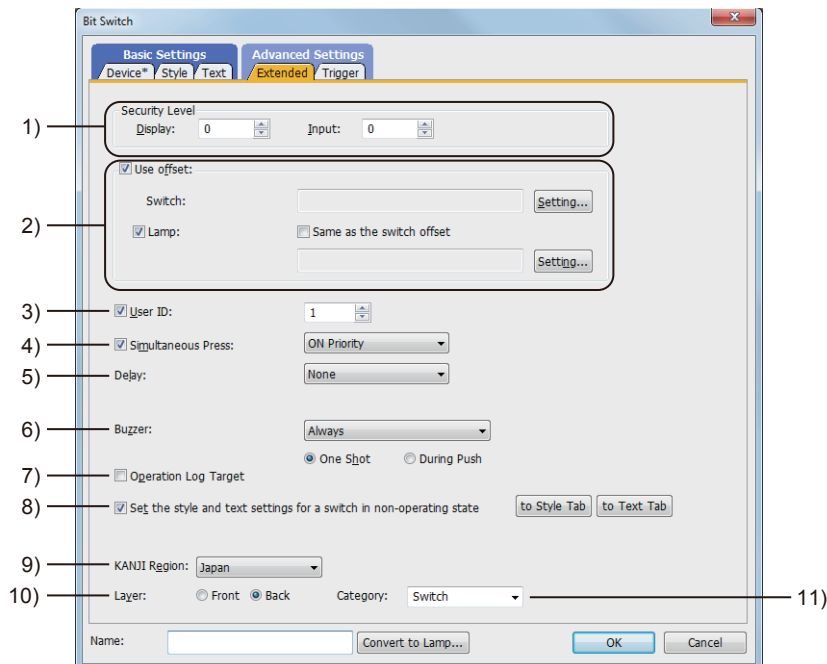 Bit Switch
x
Basic Settings
Advanced Settings
Device* Style Text Extended Trigger
Security Level
1) Display: 0 Input: 0
Use offset:
Switch: Setting...
2) Lamp: Same as the switch offset
Setting...
3) User ID: 1
4) Simultaneous Press: ON Priority
5) Delay: None
6) Buzzer: Always
One Shot During Push
7) Operation Log Target
8) Set the style and text settings for a switch in non-operating state to Style Tab to Text Tab
9) KANJI Region: Japan
10) Layer: Front Back Category: Switch 11)
Name: Convert to Lamp... OK Cancel